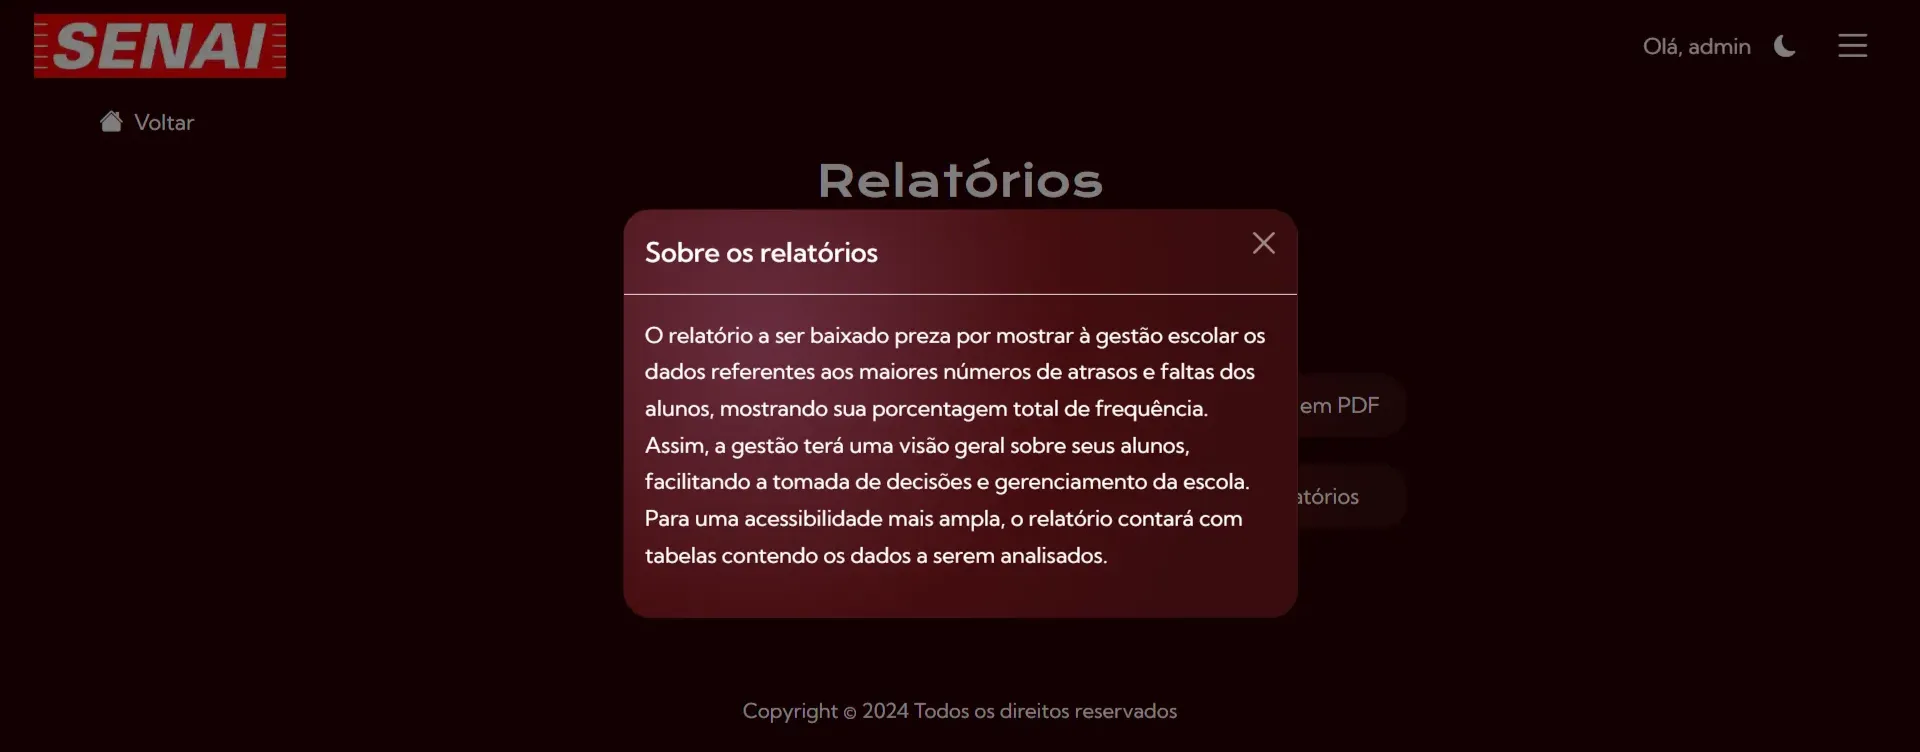 SENAI
Olá, admin
Voltar
Relatórios
Sobre os relatórios
O relatório a ser baixado preza por mostrar à gestão escolar os
dados referentes aos maiores números de atrasos e faltas dos
alunos, mostrando sua porcentagem total de frequência.
Assim, a gestão terá uma visão geral sobre seus alunos,
facilitando a tomada de decisões e gerenciamento da escola.
Para uma acessibilidade mais ampla, o relatório contará com
tabelas contendo os dados a serem analisados.
em PDF
atórios
Copyright © 2024 Todos os direitos reservados